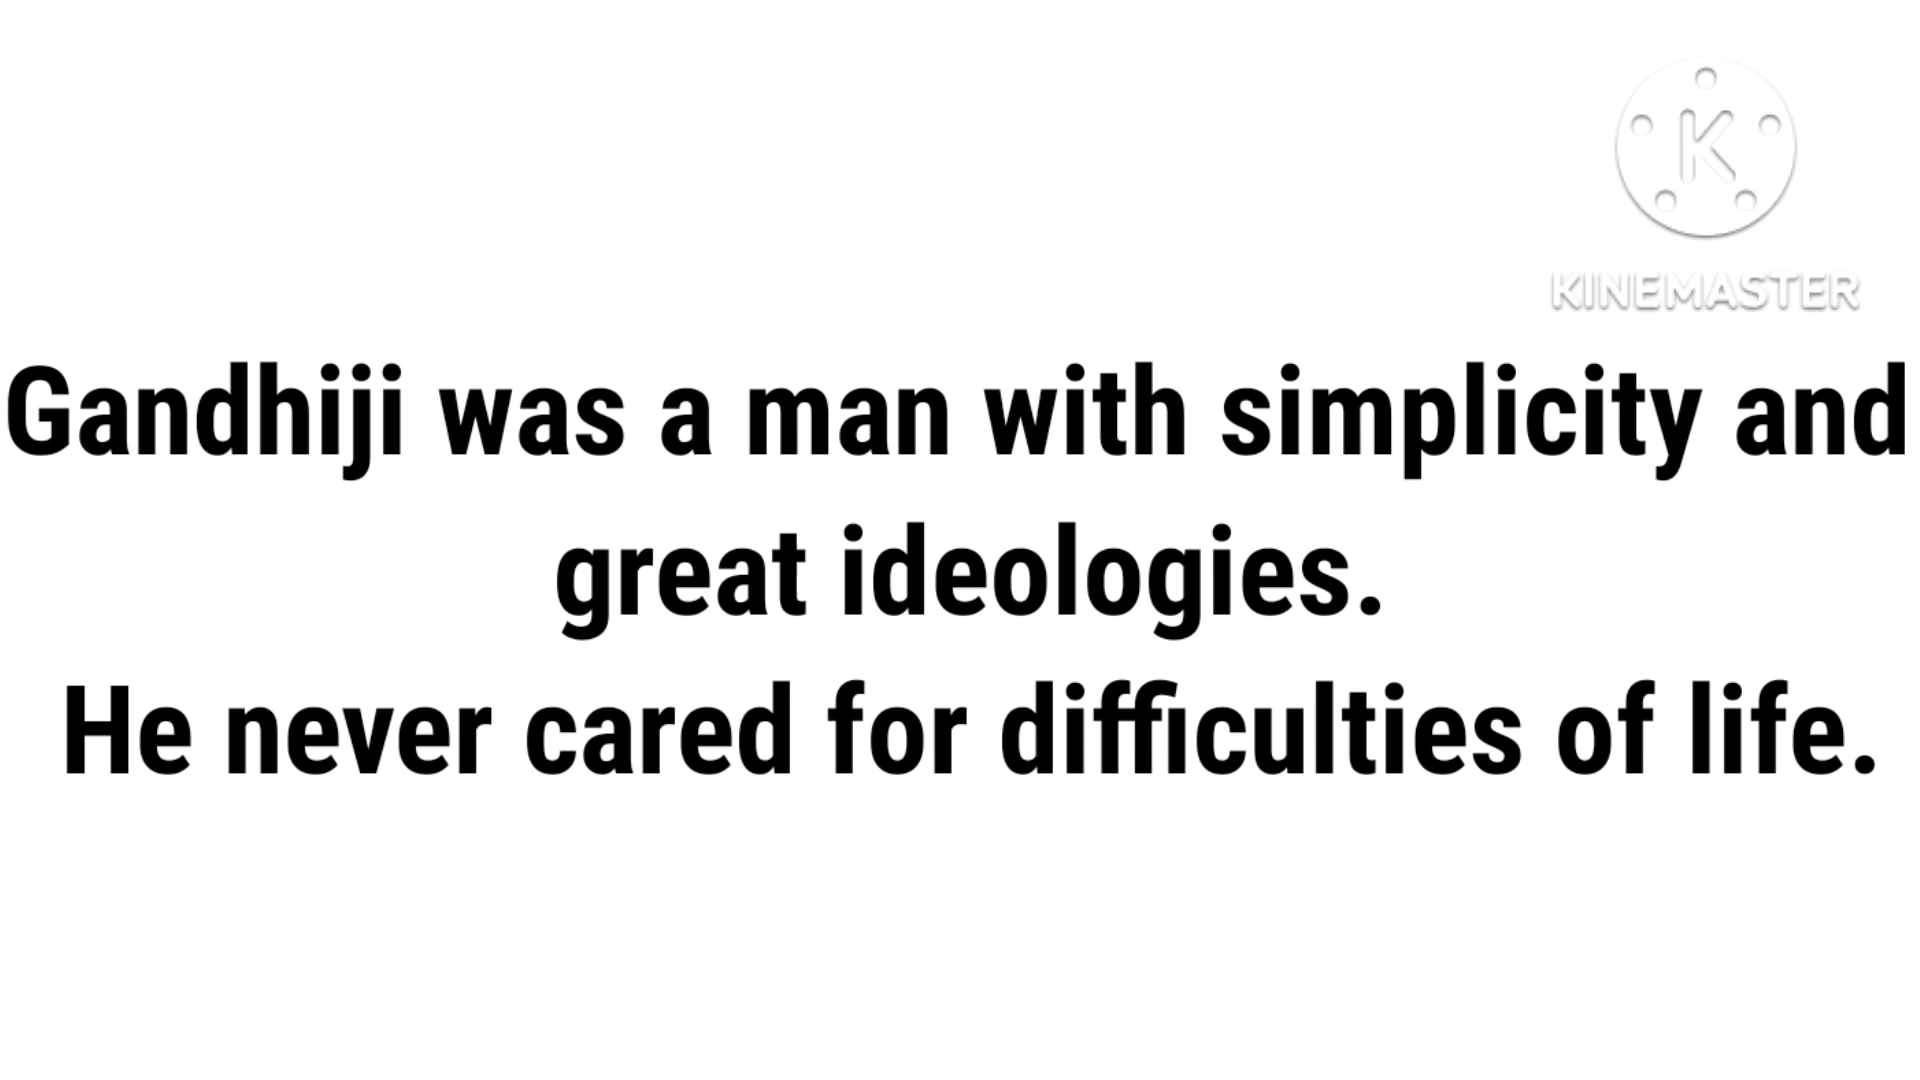 K
KINEMASTER
Gandhiji was a man with simplicity and
great ideologies.
He never cared for difficulties of life.